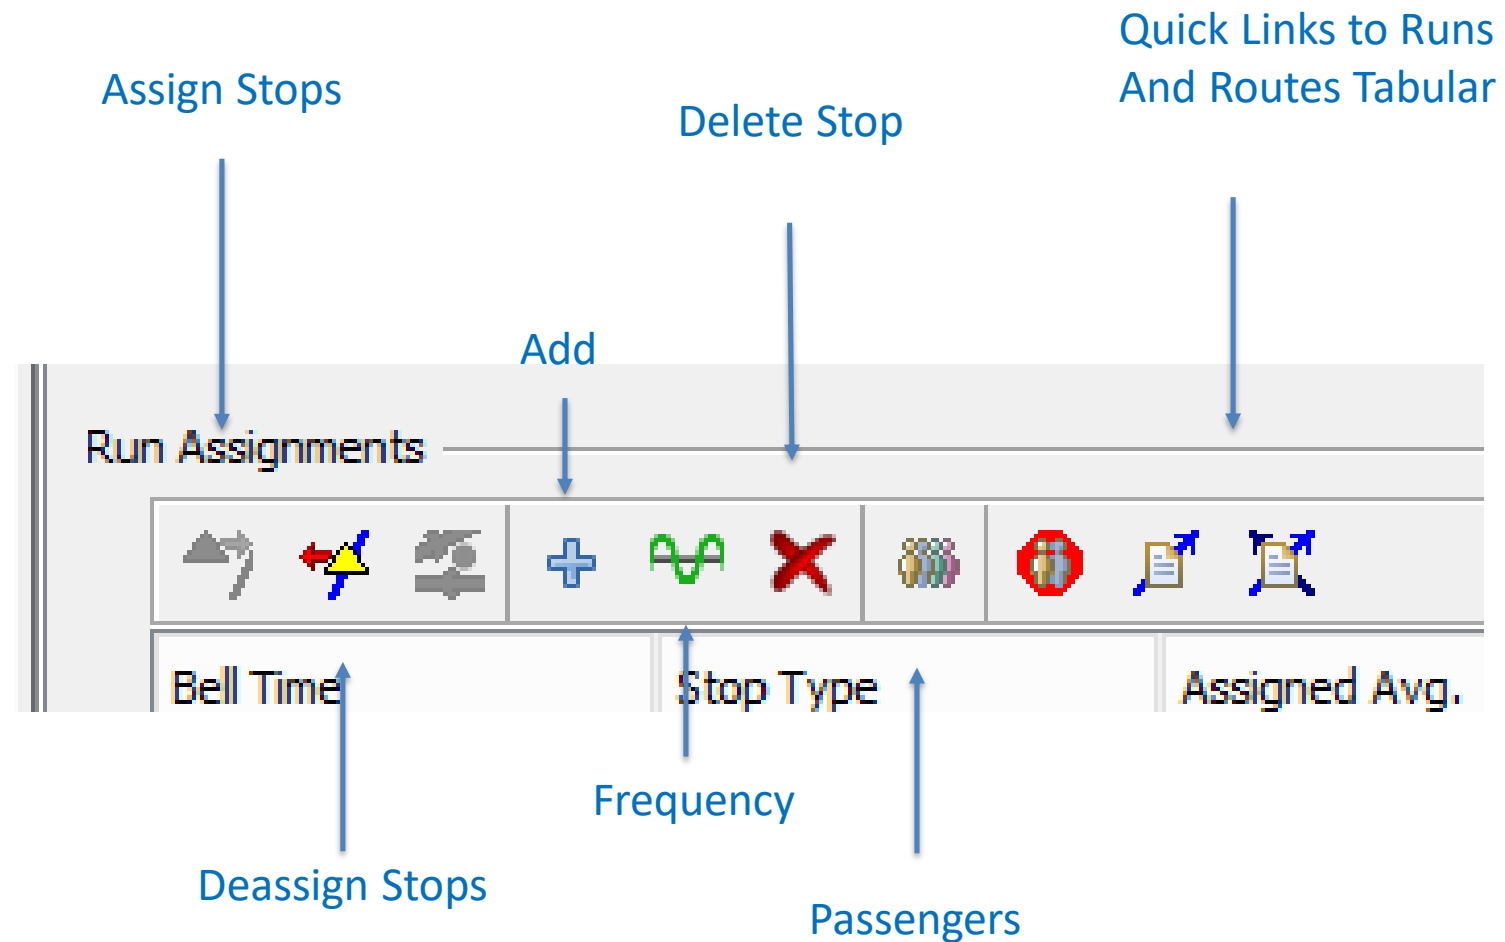 Quick Links to Runs
And Routes Tabular
Assign Stops
Delete Stop
Add
Run Assignments
Bell Time
Stop Type
Assigned Avg.
Frequency
Deassign Stops
Passengers